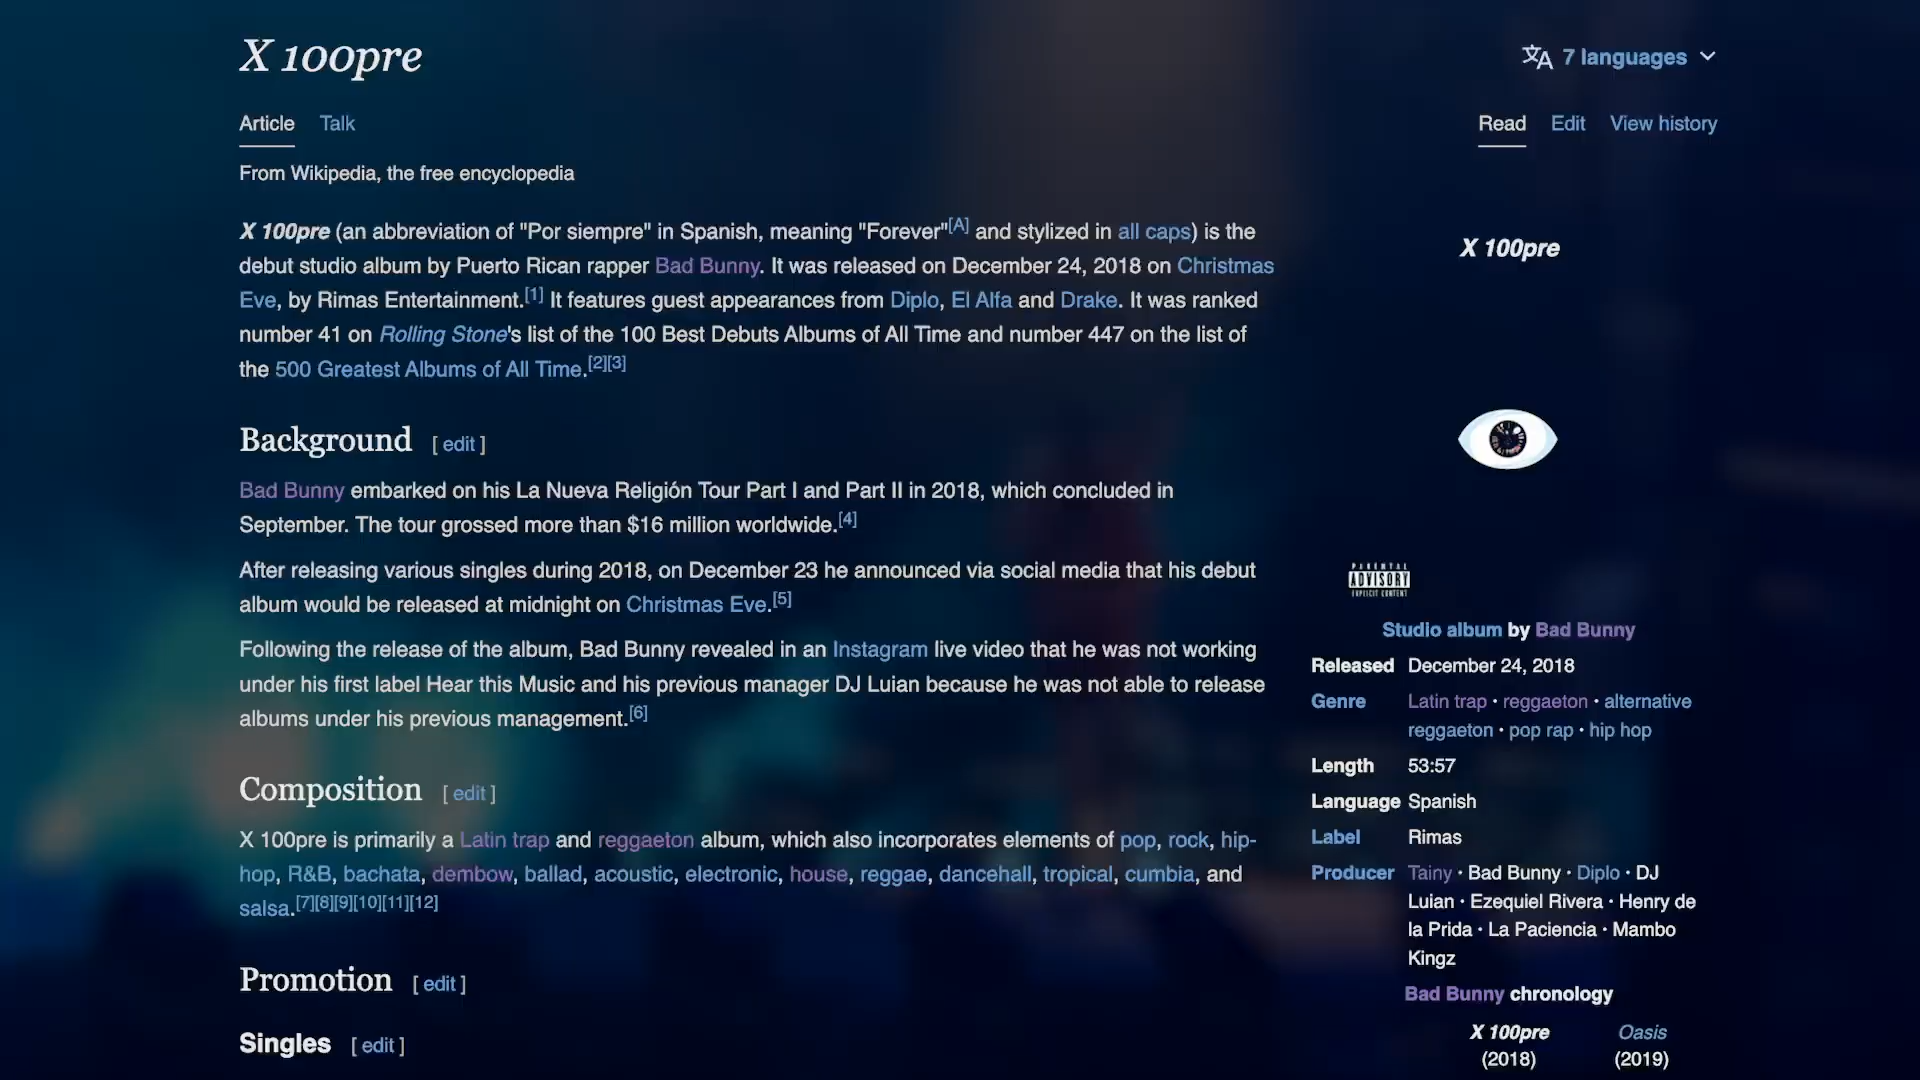 X 100pre
7 languages
Article Talk
Read Edit View history
From Wikipedia, the free encyclopedia
X 100pre (an abbreviation of "Por siempre" in Spanish, meaning "Forever"[A] and stylized in all caps) is the
debut studio album by Puerto Rican rapper Bad Bunny. It was released on December 24, 2018 on Christmas
Eve, by Rimas Entertainment.[1] It features guest appearances from Diplo, El Alfa and Drake. It was ranked
number 41 on Rolling Stone's list of the 100 Best Debuts Albums of All Time and number 447 on the list of
the 500 Greatest Albums of All Time.[2][3]
Background [ edit ]
Bad Bunny embarked on his La Nueva Religión Tour Part I and Part II in 2018, which concluded in
September. The tour grossed more than $16 million worldwide.[4]
After releasing various singles during 2018, on December 23 he announced via social media that his debut
album would be released at midnight on Christmas Eve.[5]
Following the release of the album, Bad Bunny revealed in an Instagram live video that he was not working
under his first label Hear this Music and his previous manager DJ Luian because he was not able to release
albums under his previous management.[6]
Composition [ edit ]
X 100pre is primarily a Latin trap and reggaeton album, which also incorporates elements of pop, rock, hip-
hop, R&B, bachata, dembow, ballad, acoustic, electronic, house, reggae, dancehall, tropical, cumbia, and
salsa.[7][8][9][10][11][12]
Promotion [ edit ]
Singles [ edit ]
X 100pre
PARENTAL
ADVISORY
EXPLICIT CONTENT
Studio album by Bad Bunny
Released December 24, 2018
Genre Latin trap · reggaeton · alternative
reggaeton · pop rap · hip hop
Length 53:57
Language Spanish
Label Rimas
Producer Tainy · Bad Bunny · Diplo · DJ
Luian · Ezequiel Rivera · Henry de
la Prida · La Paciencia · Mambo
Kingz
Bad Bunny chronology
X 100pre Oasis
(2018) (2019)